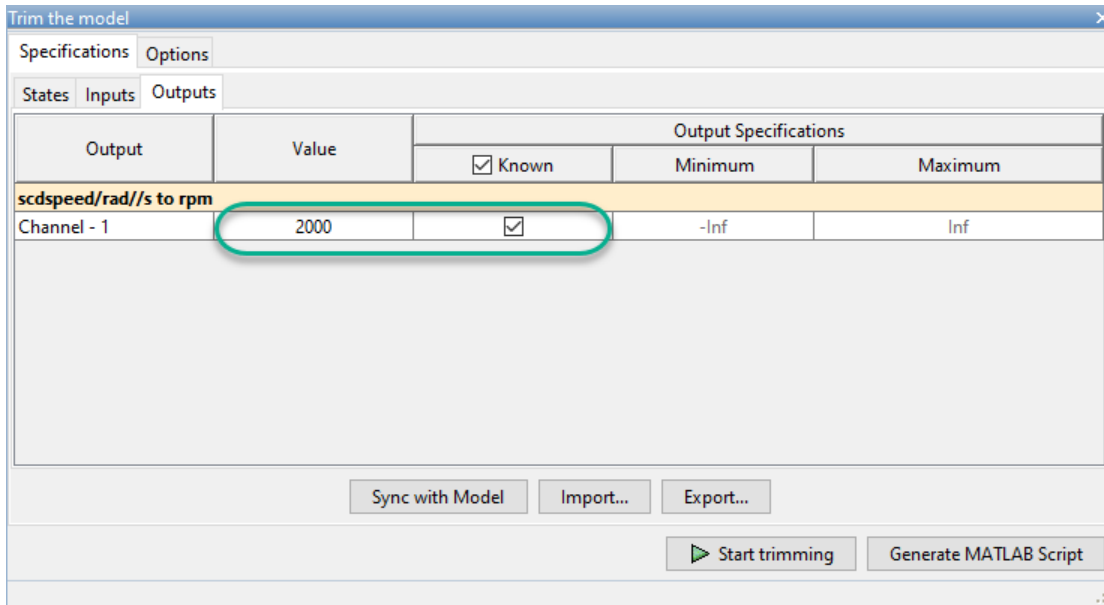 Trim the model
Specifications Options
States Inputs Outputs
Output Value Output Specifications
Known Minimum Maximum
scdspeed/rad//s to rpm
Channel - 1 2000 -Inf Inf
Sync with Model Import... Export...
Start trimming Generate MATLAB Script